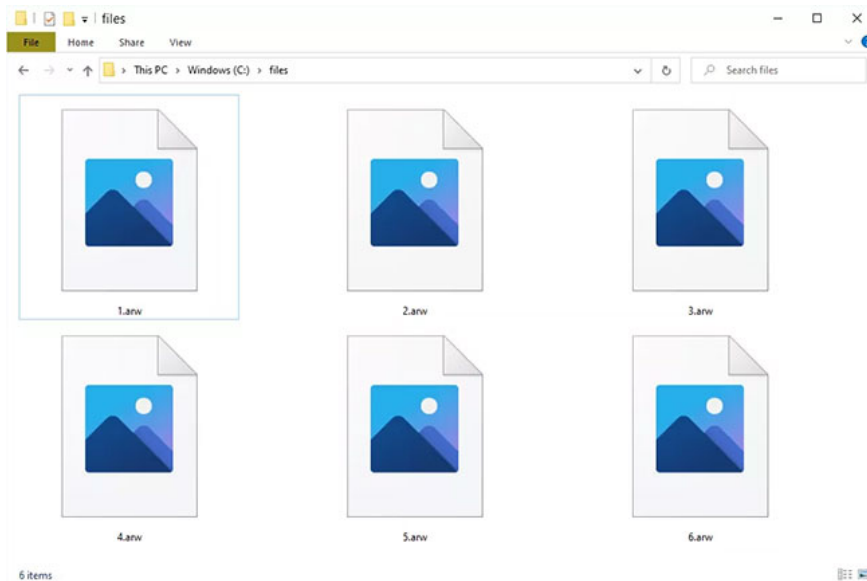 files
File Home Share View
This PC > Windows (C:) > files
Search files
1.arw 2.arw 3.arw
4.arw 5.arw 6.arw
6 items